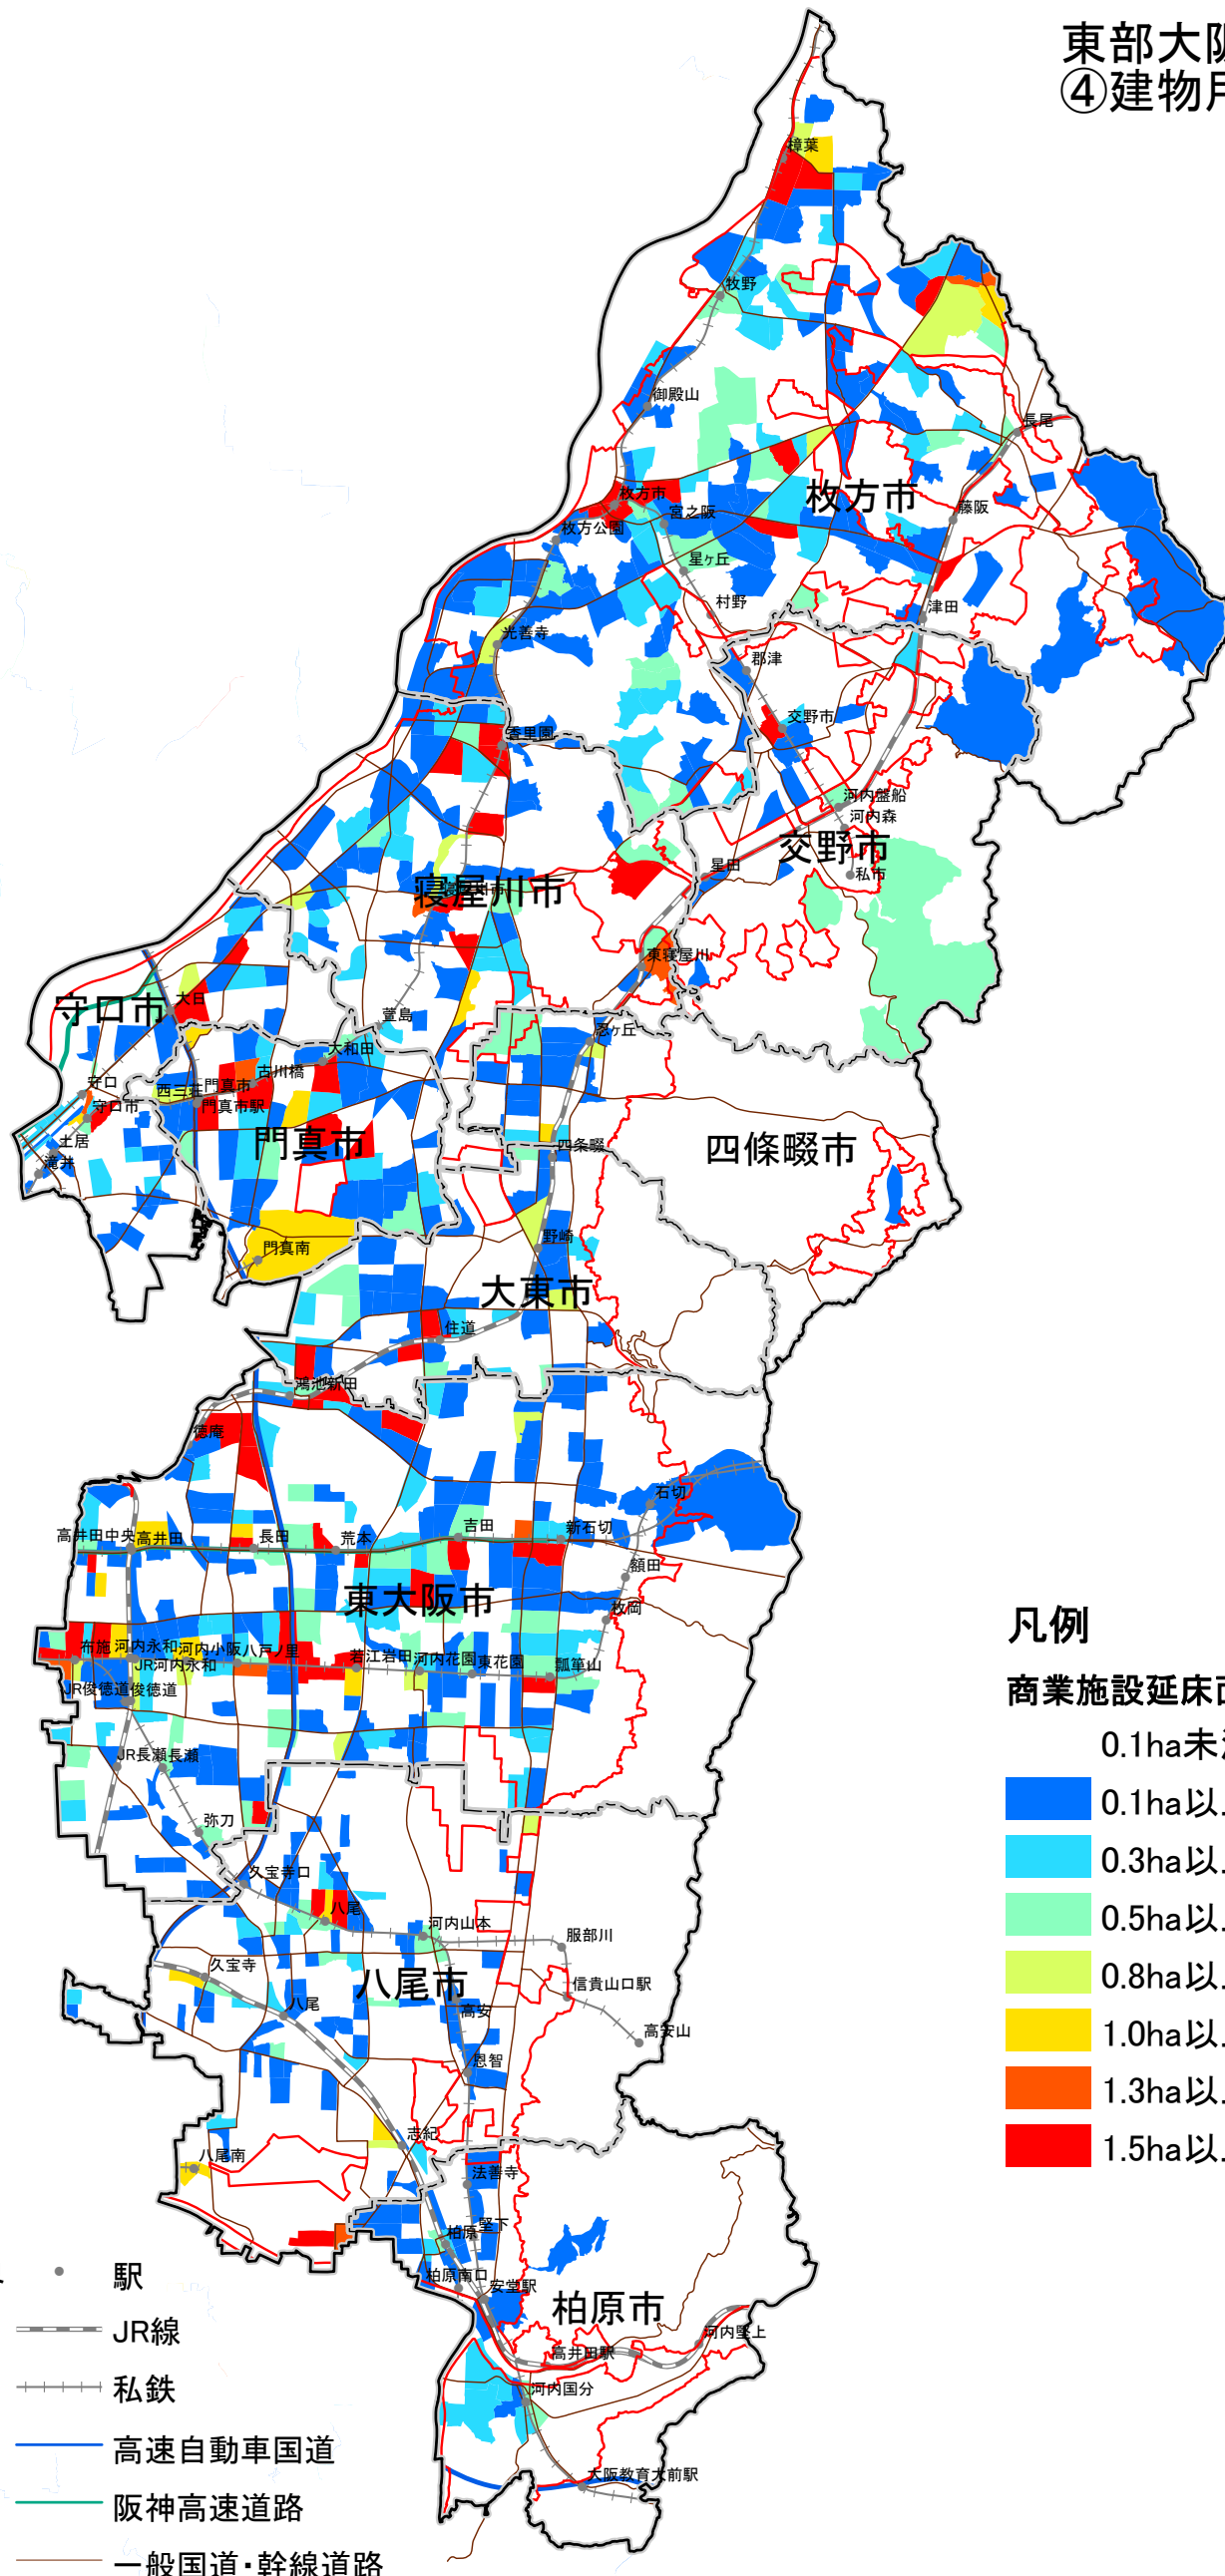 東部大阪
④建物用
樟葉
牧野
御殿山
長尾
枚方市
枚方市
宮之阪
藤阪
枚方公園
星ヶ丘
村野
津田
光善寺
郡津
交野市
香里園
河内磐船
河内森
交野市
星田
私市
寝屋川市
東寝屋川
守口市
大日
萱島
忍ヶ丘
大和田
古川橋
守口
西三荘
門真市
守口市
門真市駅
土居
門真市
四條畷市
四条畷
滝井
門真南
野崎
大東市
住道
鴻池新田
徳庵
石切
高井田中央
高井田
長田
荒本
吉田
新石切
額田
東大阪市
枚岡
布施
河内永和
河内小阪
八戸ノ里
若江岩田
河内花園
東花園
瓢箪山
JR河内永和
JR俊徳道
俊徳道
JR長瀬
長瀬
弥刀
久宝寺口
八尾
河内山本
服部川
久宝寺
八尾市
信貴山口駅
八尾
高安
高安山
恩智
志紀
八尾南
法善寺
柏原
堅下
柏原南口
安堂駅
柏原市
高井田駅
河内堅上
河内国分
大阪教育大前駅
凡例
商業施設延床面
0.1ha未満
0.1ha以上
0.3ha以上
0.5ha以上
0.8ha以上
1.0ha以上
1.3ha以上
1.5ha以上
駅
JR線
私鉄
高速自動車国道
阪神高速道路
一般国道・幹線道路